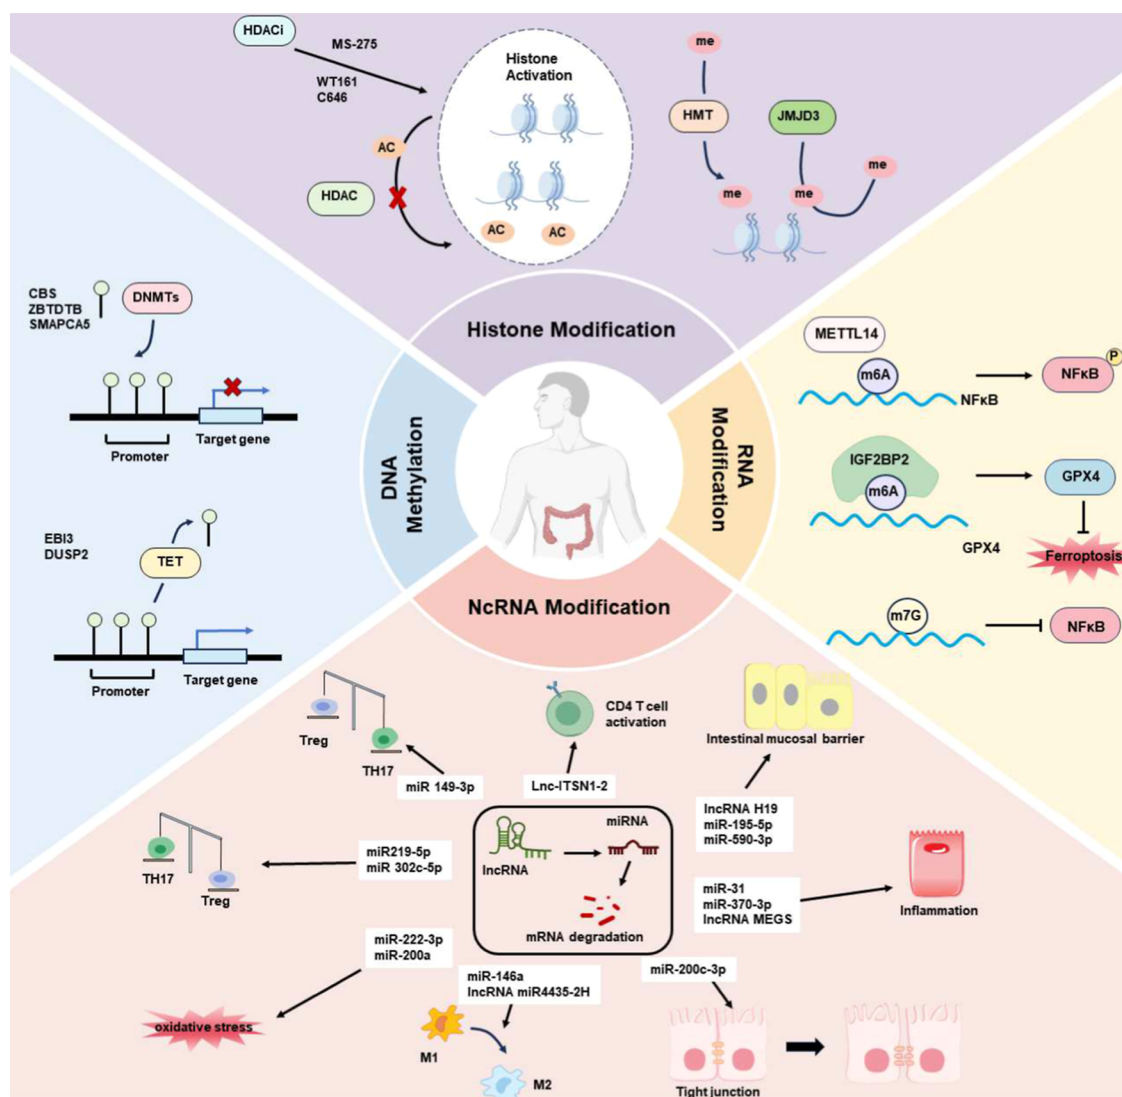 HDACi
MS-275
WT161
C646
AC
HDAC
Histone
Activation
AC
AC
me
HMT
JMJD3
me
me
me
CBS
ZBTDTB
SMAPCA5
DNMTs
Target gene
Promoter
EBI3
DUSP2
TET
Promoter
Target gene
Histone Modification
DNA
Methylation
RNA
Modification
NcRNA Modification
METTL14
m6A
NFκB
P
NFκB
IGF2BP2
m6A
GPX4
GPX4
Ferroptosis
m7G
NFκB
Treg
TH17
miR 149-3p
CD4 T cell
activation
Lnc-ITSN1-2
Intestinal mucosal barrier
lncRNA H19
miR-195-5p
miR-590-3p
TH17
Treg
miR219-5p
miR 302c-5p
lncRNA
miRNA
mRNA degradation
miR-31
miR-370-3p
lncRNA MEGS
Inflammation
miR-222-3p
miR-200a
oxidative stress
miR-146a
lncRNA miR4435-2H
M1
M2
miR-200c-3p
Tight junction